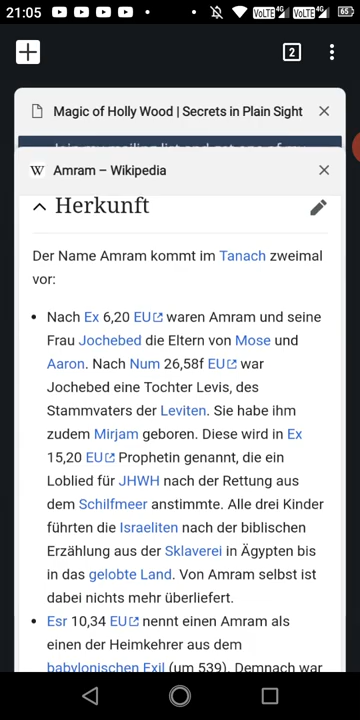 21:05
VoLTE 4G VoLTE 4G 65
2
Magic of Holly Wood | Secrets in Plain Sight
W Amram – Wikipedia
Herkunft
Der Name Amram kommt im Tanach zweimal
vor:
• Nach Ex 6,20 EU waren Amram und seine
Frau Jochebed die Eltern von Mose und
Aaron. Nach Num 26,58f EU war
Jochebed eine Tochter Levis, des
Stammvaters der Leviten. Sie habe ihm
zudem Mirjam geboren. Diese wird in Ex
15,20 EU Prophetin genannt, die ein
Loblied für JHWH nach der Rettung aus
dem Schilfmeer anstimmte. Alle drei Kinder
führten die Israeliten nach der biblischen
Erzählung aus der Sklaverei in Ägypten bis
in das gelobte Land. Von Amram selbst ist
dabei nichts mehr überliefert.
• Esr 10,34 EU nennt einen Amram als
einen der Heimkehrer aus dem
babylonischen Exil (um 539). Demnach war